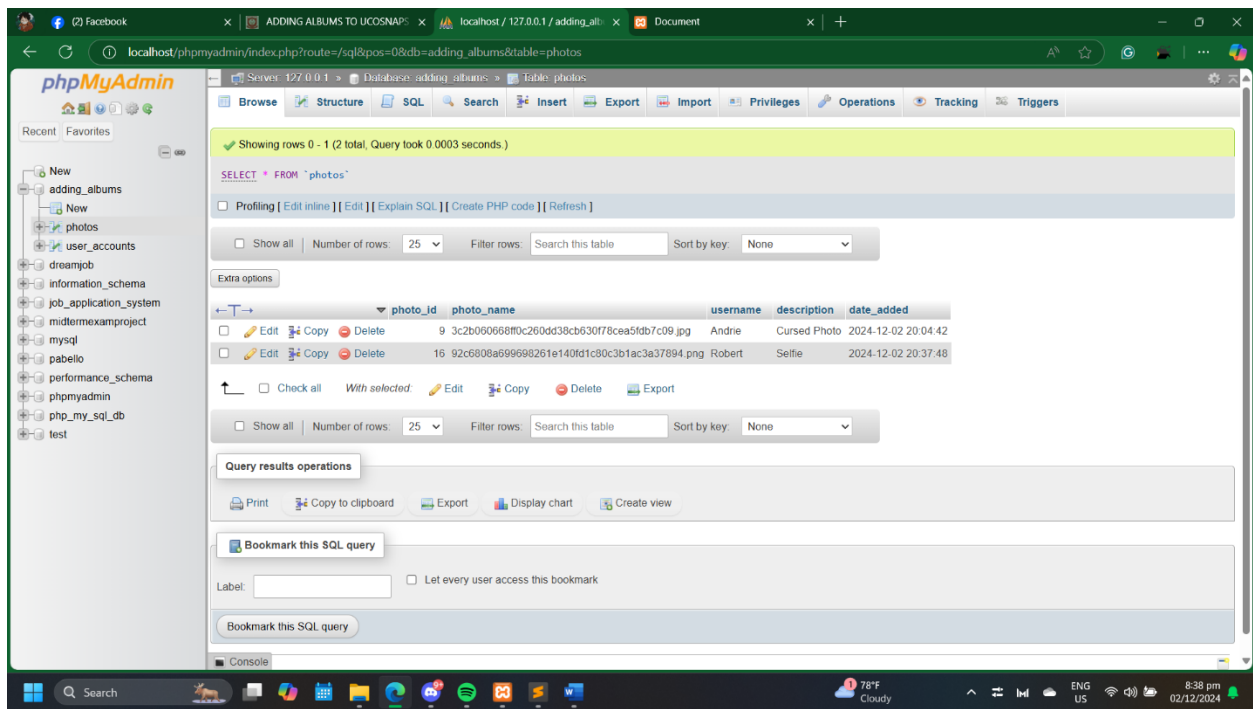 (2) Facebook
ADDING ALBUMS TO UCOSNAPS
localhost / 127.0.0.1 / adding_alb
Document
localhost/phpmyadmin/index.php?route=/sql&pos=0&db=adding_albums&table=photos
phpMyAdmin
Recent Favorites
New
adding_albums
New
photos
user_accounts
dreamjob
information_schema
job_application_system
midtermexamproject
mysql
pabello
performance_schema
phpmyadmin
php_my_sql_db
test
Server: 127.0.0.1 » Database: adding_albums » Table: photos
Browse Structure SQL Search Insert Export Import Privileges Operations Tracking Triggers
Showing rows 0 - 1 (2 total, Query took 0.0003 seconds.)
SELECT * FROM `photos`
Profiling [ Edit inline ] [ Edit ] [ Explain SQL ] [ Create PHP code ] [ Refresh ]
Show all | Number of rows: 25 Filter rows: Search this table Sort by key: None
Extra options
←T→ photo_id photo_name username description date_added
Edit Copy Delete 9 3c2b060668ff0c260dd38cb630f78cea5fdb7c09.jpg Andrie Cursed Photo 2024-12-02 20:04:42
Edit Copy Delete 16 92c6808a699698261e140fd1c80c3b1ac3a37894.png Robert Selfie 2024-12-02 20:37:48
Check all With selected: Edit Copy Delete Export
Show all | Number of rows: 25 Filter rows: Search this table Sort by key: None
Query results operations
Print Copy to clipboard Export Display chart Create view
Bookmark this SQL query
Label: Let every user access this bookmark
Bookmark this SQL query
Console
Search
1 78°F
Cloudy
ENG
US
8:38 pm
02/12/2024